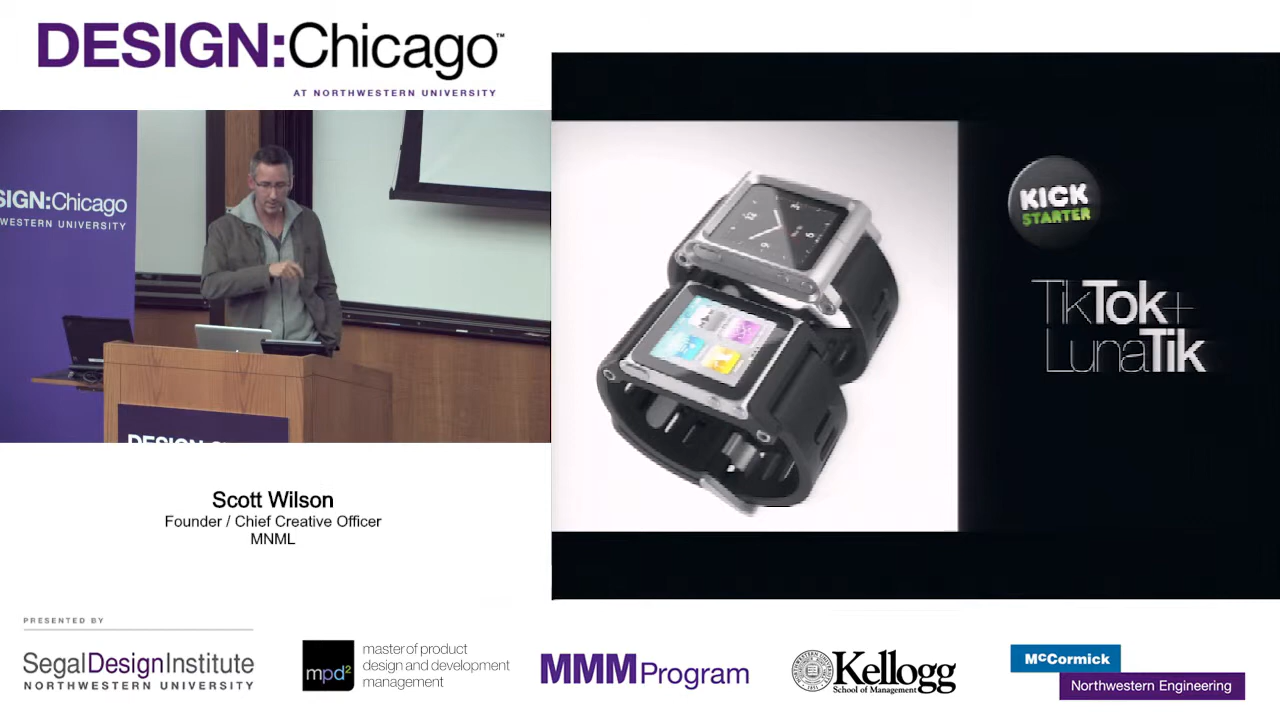 DESIGN:Chicago™
AT NORTHWESTERN UNIVERSITY
SIGN:Chicago
WESTERN UNIVERSITY
KICK
STARTER
TikTok+
LunaTik
Scott Wilson
Founder / Chief Creative Officer
MNML
PRESENTED BY
SegalDesignInstitute
NORTHWESTERN UNIVERSITY
mpd²
master of product
design and development
management
MMM Program
Kellogg
School of Management
McCormick
Northwestern Engineering